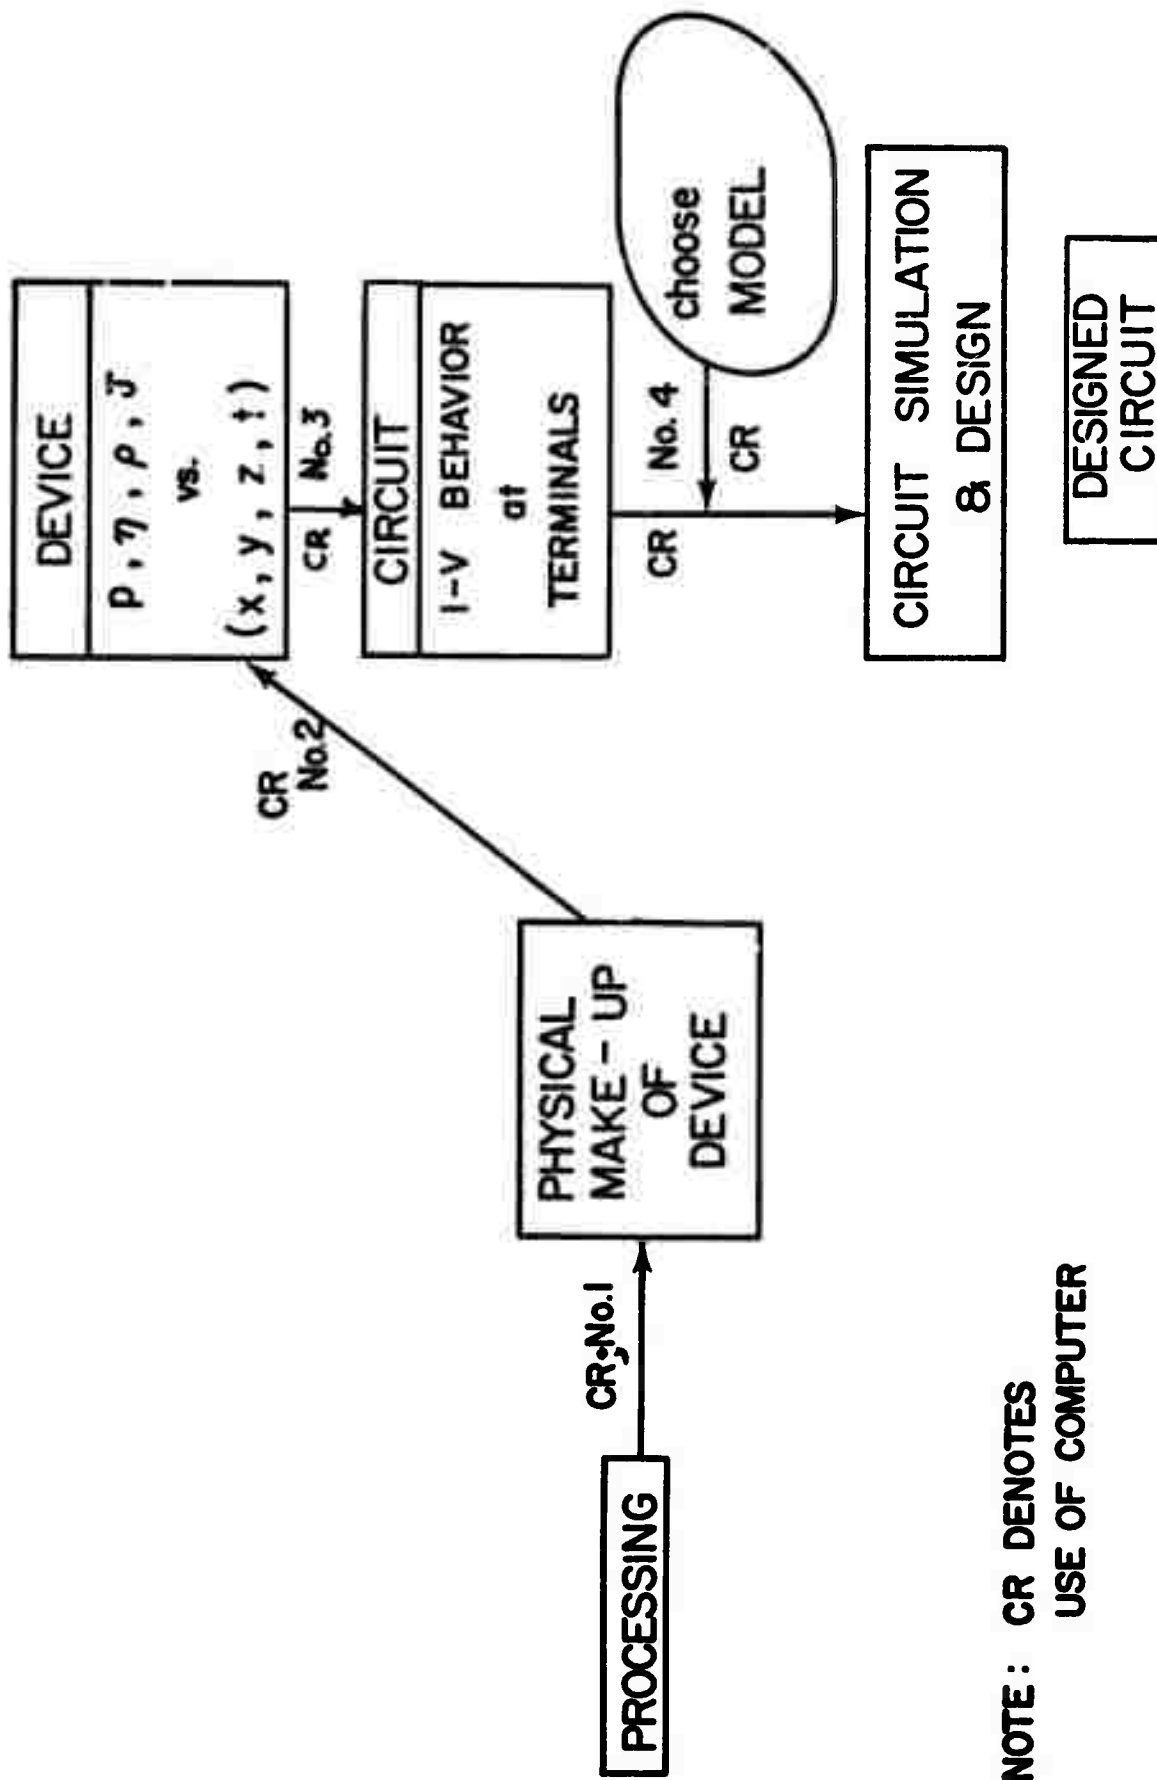 DEVICE
p , η , ρ , J
vs.
(x, y, z, t)
CR No.2
CR No.3
CIRCUIT
I-V BEHAVIOR
at
TERMINALS
PHYSICAL
MAKE-UP
OF
DEVICE
CR, No.1
PROCESSING
CR No. 4
CR
choose
MODEL
CIRCUIT SIMULATION
& DESIGN
DESIGNED
CIRCUIT
NOTE: CR DENOTES
USE OF COMPUTER